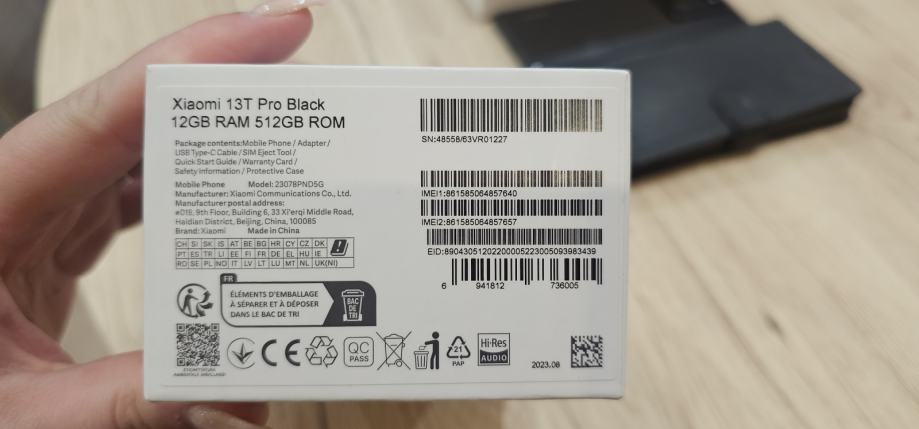 Xiaomi 13T Pro Black
12GB RAM 512GB ROM
Package contents:Mobile Phone / Adapter/
USB Type-C Cable / SIM Eject Tool /
Quick Start Guide / Warranty Card /
Safety Information / Protective Case
Mobile Phone Model: 23078PND5G
Manufacturer: Xiaomi Communications Co., Ltd.
Manufacturer postal address:
#019, 9th Floor, Building 6, 33 Xi'erqi Middle Road,
Haidian District, Beijing, China, 100085
Brand: Xiaomi Made in China
CH SI SK IS AT BE BG HR CY CZ DK
PT ES TR LI EE FI FR DE EL HU IE
RO SE PL NO IT LV LT LU MT NL UK(NI)
FR
ÉLÉMENTS D'EMBALLAGE
À SÉPARER ET À DÉPOSER
DANS LE BAC DE TRI
BAC
DE
TRI
CE
QC
PASS
21
PAP
Hi-Res
AUDIO
2023.08
SN:48558/63VR01227
IMEI1:861585064857640
IMEI2:861585064857657
EID:89043051202200005223005093983439
6 941812 736005